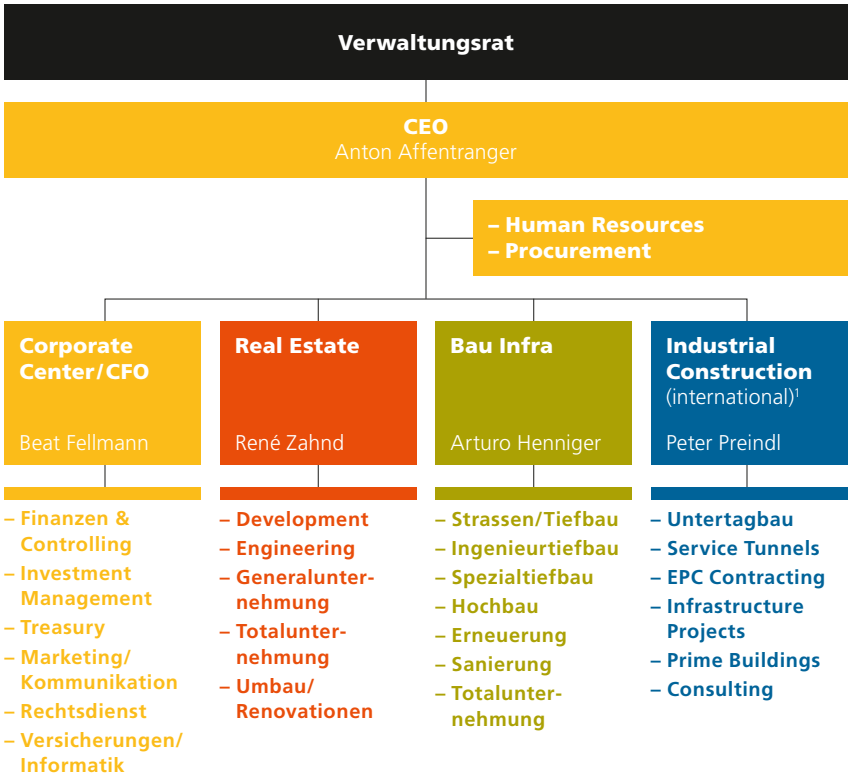 Verwaltungsrat
CEO
Anton Affentranger
– Human Resources
– Procurement
Corporate
Center/CFO
Beat Fellmann
– Finanzen &
Controlling
– Investment
Management
– Treasury
– Marketing/
Kommunikation
– Rechtsdienst
– Versicherungen/
Informatik
Real Estate
René Zahnd
– Development
– Engineering
– Generalunter-
nehmung
– Totalunter-
nehmung
– Umbau/
Renovationen
Bau Infra
Arturo Henniger
– Strassen/Tiefbau
– Ingenieurtiefbau
– Spezialtiefbau
– Hochbau
– Erneuerung
– Sanierung
– Totalunter-
nehmung
Industrial
Construction
(international)¹
Peter Preindl
– Untertagbau
– Service Tunnels
– EPC Contracting
– Infrastructure
Projects
– Prime Buildings
– Consulting